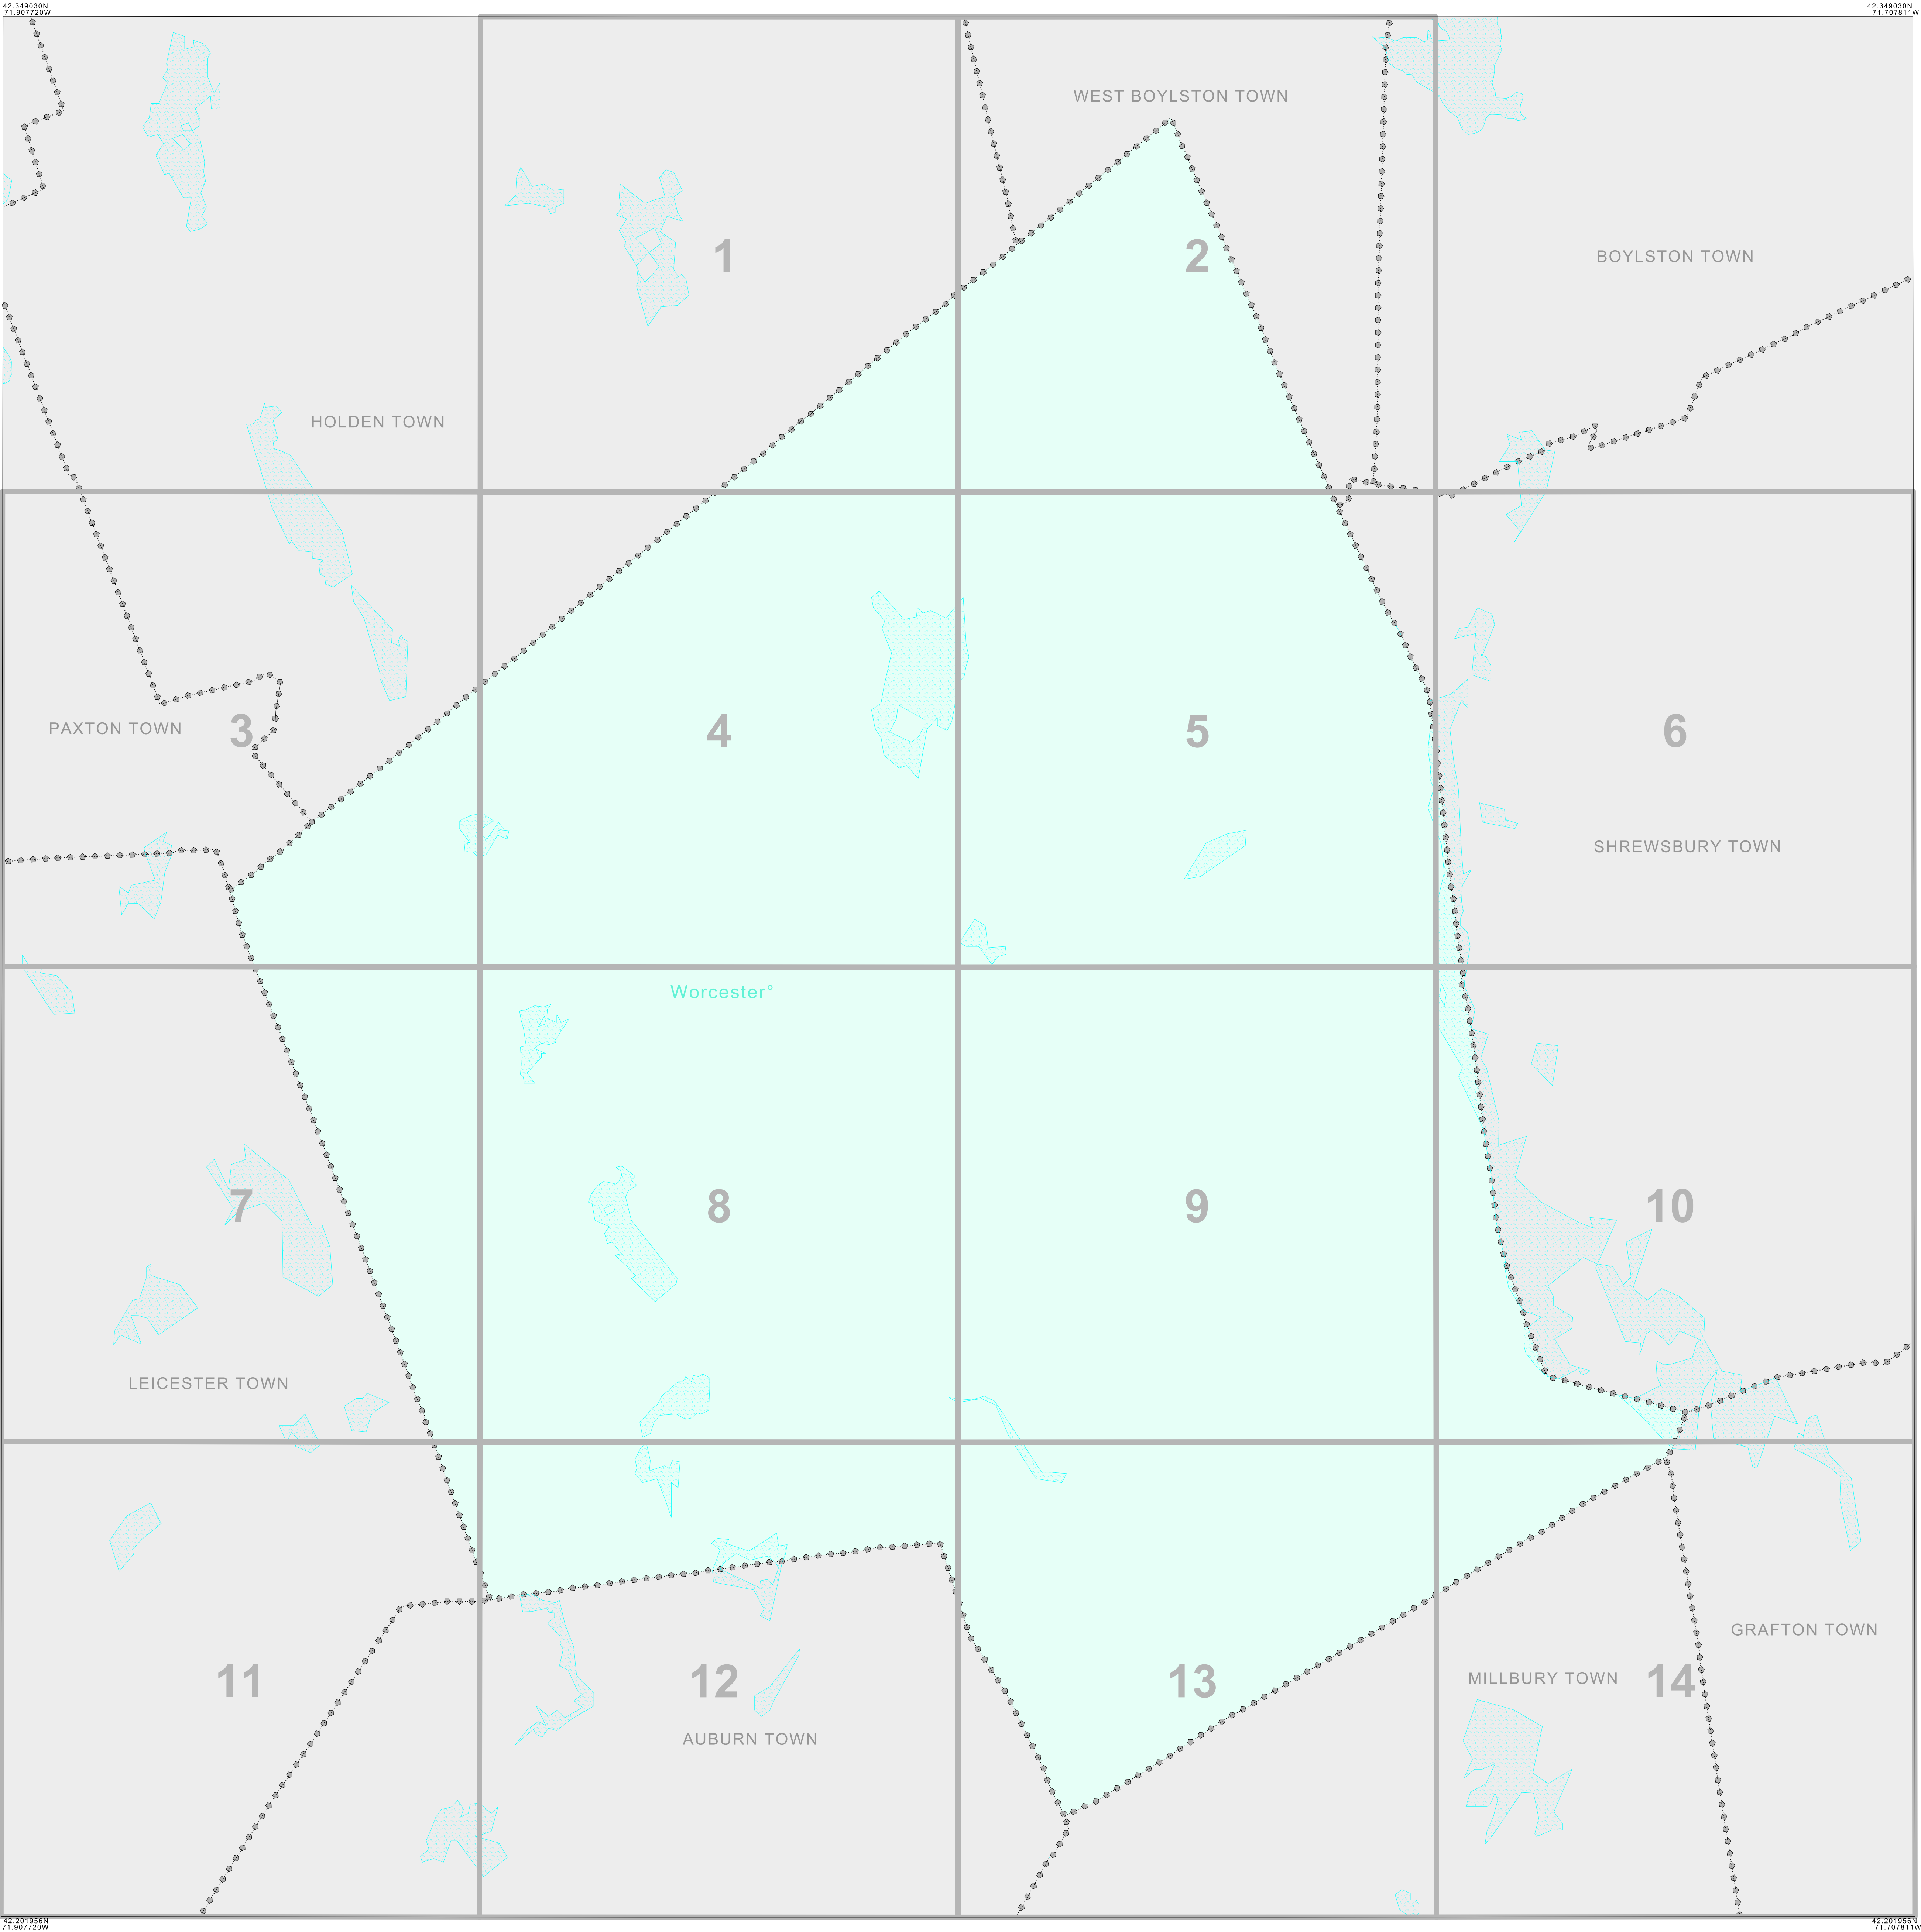 42.349030N
71.907720W
42.349030N
71.707811W
WEST BOYLSTON TOWN
1
2
BOYLSTON TOWN
HOLDEN TOWN
PAXTON TOWN
3
4
5
6
SHREWSBURY TOWN
Worcester°
7
8
9
10
LEICESTER TOWN
GRAFTON TOWN
11
12
13
MILLBURY TOWN
14
AUBURN TOWN
42.201956N
71.907720W
42.201956N
71.707811W